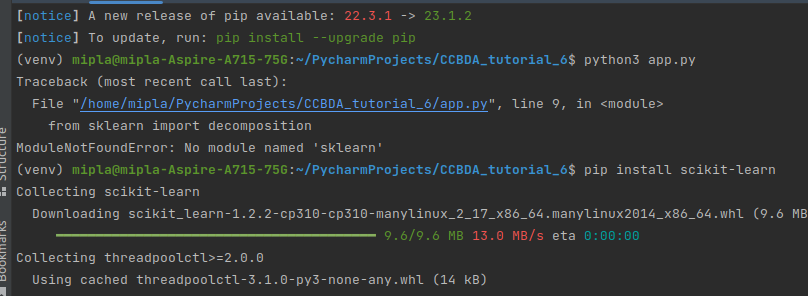 [notice] A new release of pip available: 22.3.1 -> 23.1.2
[notice] To update, run: pip install --upgrade pip
(venv) mipla@mipla-Aspire-A715-75G:~/PycharmProjects/CCBDA_tutorial_6$ python3 app.py
Traceback (most recent call last):
  File "/home/mipla/PycharmProjects/CCBDA_tutorial_6/app.py", line 9, in <module>
    from sklearn import decomposition
ModuleNotFoundError: No module named 'sklearn'
(venv) mipla@mipla-Aspire-A715-75G:~/PycharmProjects/CCBDA_tutorial_6$ pip install scikit-learn
Collecting scikit-learn
  Downloading scikit_learn-1.2.2-cp310-cp310-manylinux_2_17_x86_64.manylinux2014_x86_64.whl (9.6 MB
9.6/9.6 MB 13.0 MB/s eta 0:00:00
Collecting threadpoolctl>=2.0.0
  Using cached threadpoolctl-3.1.0-py3-none-any.whl (14 kB)
Structure
Bookmarks